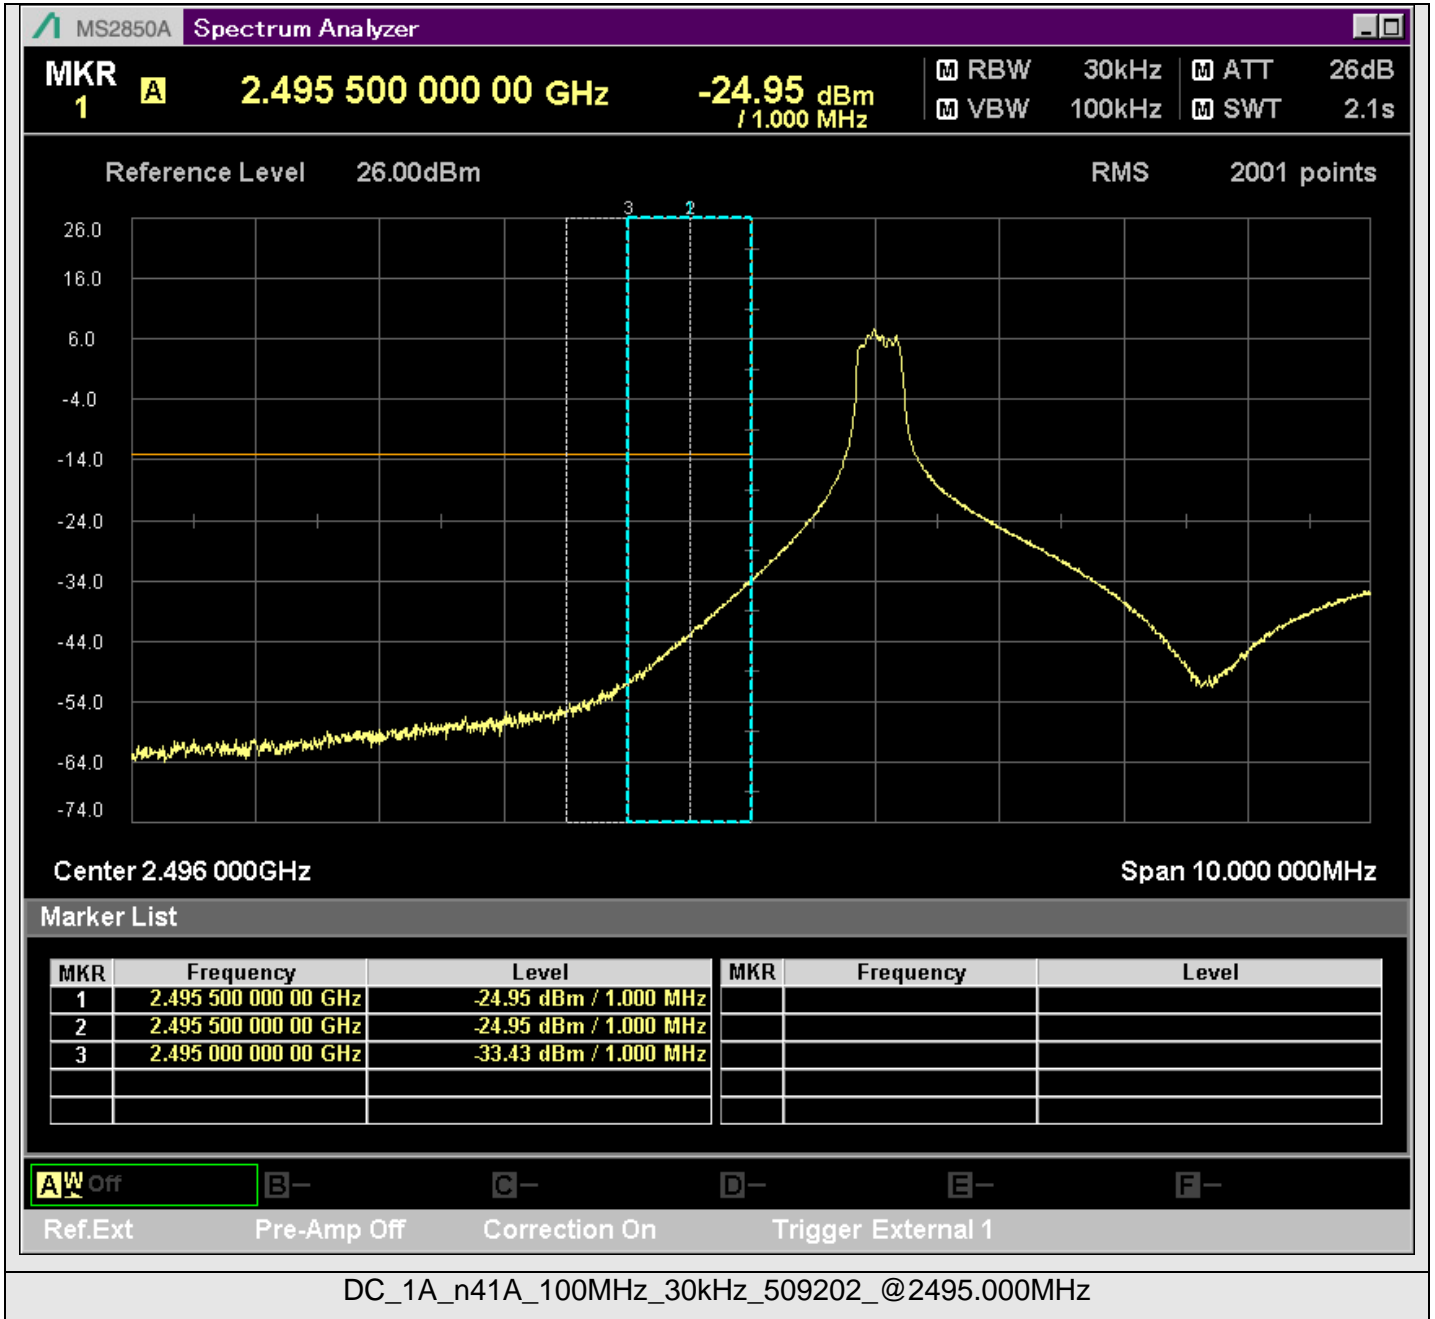 MS2850A Spectrum Analyzer
MKR 1 A 2.495 500 000 00 GHz -24.95 dBm / 1.000 MHz
M RBW 30kHz M ATT 26dB
M VBW 100kHz M SWT 2.1s
Reference Level 26.00dBm RMS 2001 points
3 2
26.0
16.0
6.0
-4.0
-14.0
-24.0
-34.0
-44.0
-54.0
-64.0
-74.0
Center 2.496 000GHz Span 10.000 000MHz
Marker List
MKR Frequency Level MKR Frequency Level
1 2.495 500 000 00 GHz -24.95 dBm / 1.000 MHz
2 2.495 500 000 00 GHz -24.95 dBm / 1.000 MHz
3 2.495 000 000 00 GHz -33.43 dBm / 1.000 MHz
A W Off B – C – D – E – F –
Ref.Ext Pre-Amp Off Correction On Trigger External 1
DC_1A_n41A_100MHz_30kHz_509202_@2495.000MHz